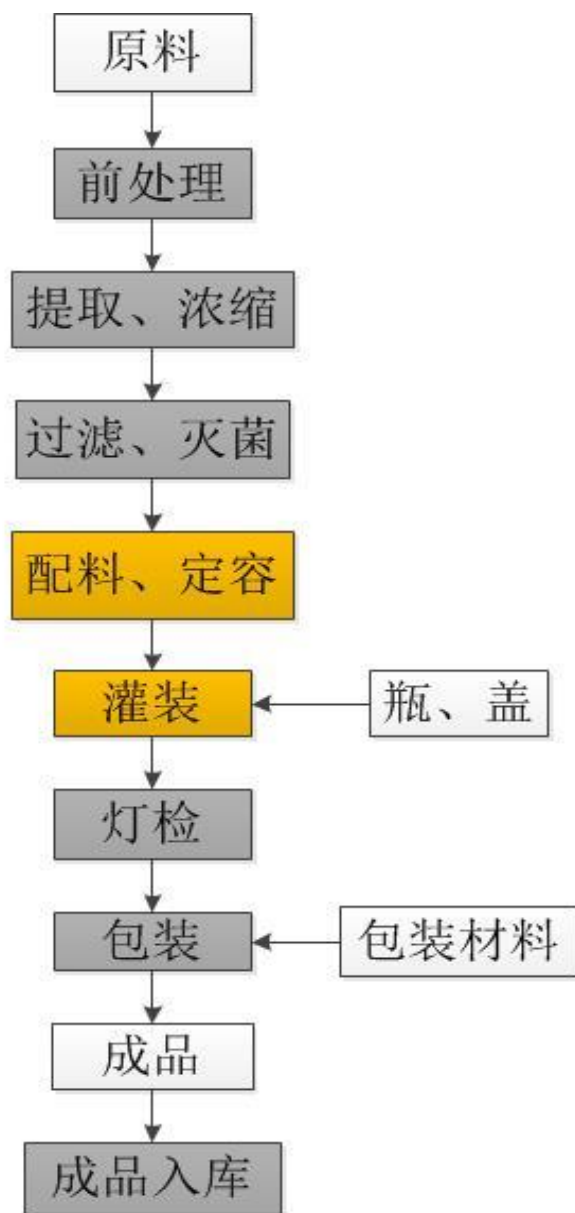 原料
前处理
提取、浓缩
过滤、灭菌
配料、定容
灌装
瓶、盖
灯检
包装
包装材料
成品
成品入库